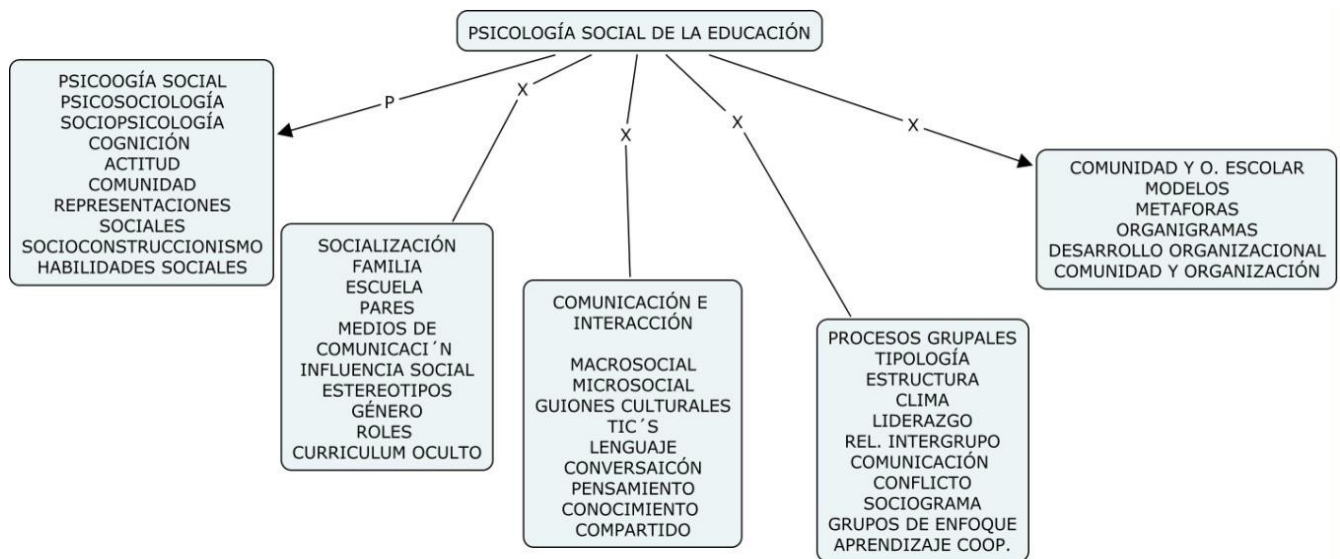 PSICOLOGÍA SOCIAL DE LA EDUCACIÓN
P
X
X
X
X
PSICOOGÍA SOCIAL
PSICOSOCIOLOGÍA
SOCIOPSICOLOGÍA
COGNICIÓN
ACTITUD
COMUNIDAD
REPRESENTACIONES
SOCIALES
SOCIOCONSTRUCCIONISMO
HABILIDADES SOCIALES
SOCIALIZACIÓN
FAMILIA
ESCUELA
PARES
MEDIOS DE
COMUNICACI´N
INFLUENCIA SOCIAL
ESTEREOTIPOS
GÉNERO
ROLES
CURRICULUM OCULTO
COMUNICACIÓN E
INTERACCIÓN
MACROSOCIAL
MICROSOCIAL
GUIONES CULTURALES
TIC´S
LENGUAJE
CONVERSAICÓN
PENSAMIENTO
CONOCIMIENTO
COMPARTIDO
PROCESOS GRUPALES
TIPOLOGÍA
ESTRUCTURA
CLIMA
LIDERAZGO
REL. INTERGRUPO
COMUNICACIÓN
CONFLICTO
SOCIOGRAMA
GRUPOS DE ENFOQUE
APRENDIZAJE COOP.
COMUNIDAD Y O. ESCOLAR
MODELOS
METAFORAS
ORGANIGRAMAS
DESARROLLO ORGANIZACIONAL
COMUNIDAD Y ORGANIZACIÓN